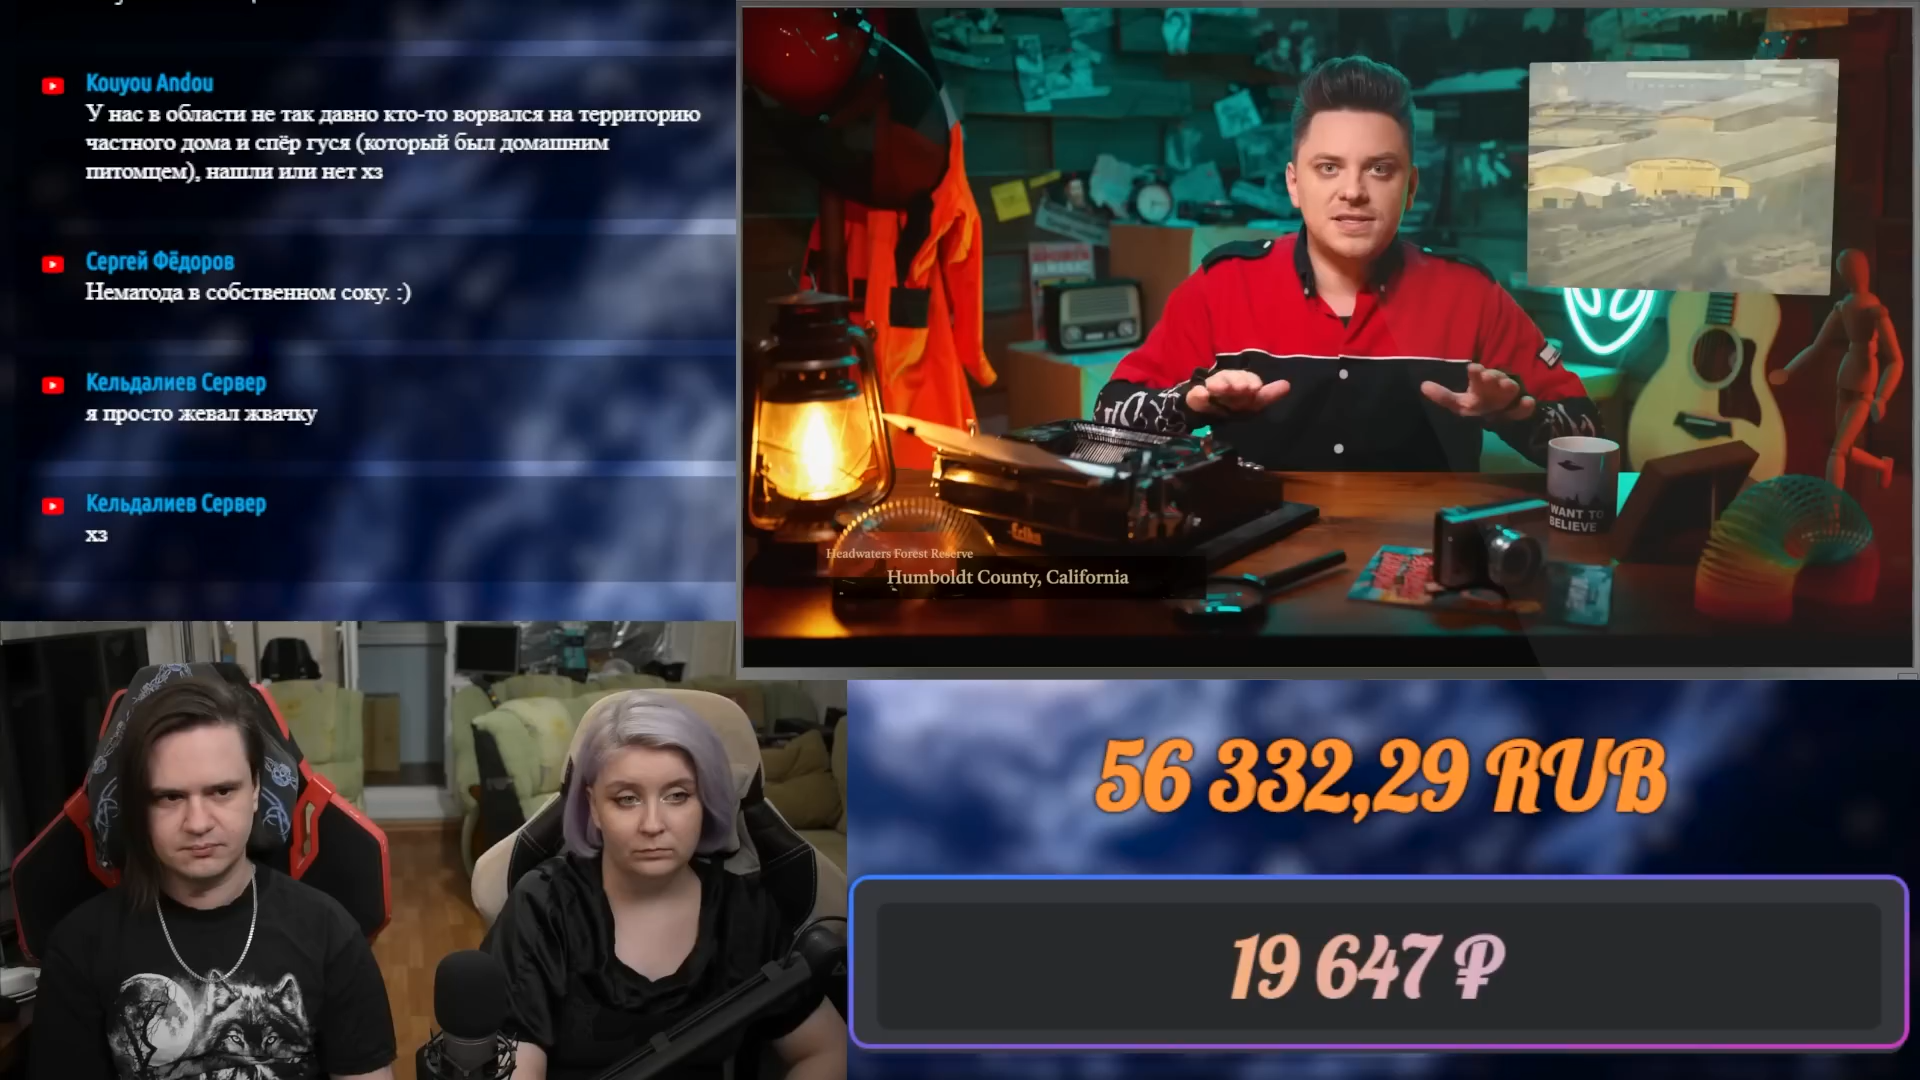 Kouyou Andou
У нас в области не так давно кто-то ворвался на территорию
частного дома и спёр гуся (который был домашним
питомцем), нашли или нет хз
Сергей Фёдоров
Нематода в собственном соку. :)
Кельдалиев Сервер
я просто жевал жвачку
Кельдалиев Сервер
хз
ALMANAC
Erika
WANT TO
BELIEVE
Headwaters Forest Reserve
Humboldt County, California
56 332,29 RUB
19 647 ₽